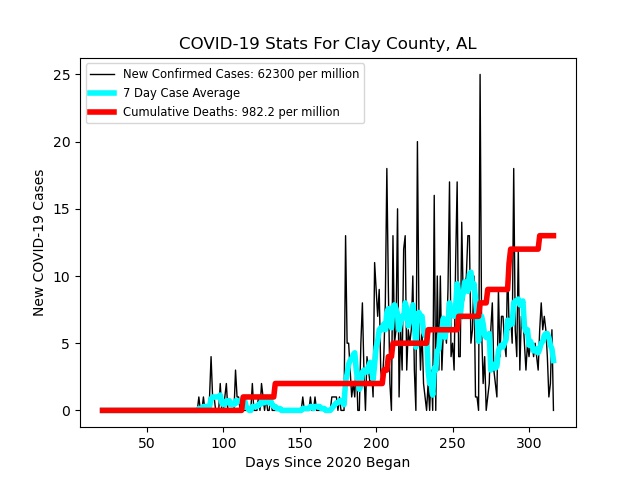 COVID-19 Stats For Clay County, AL
New Confirmed Cases: 62300 per million
7 Day Case Average
Cumulative Deaths: 982.2 per million
25
20
15
10
5
0
New COVID-19 Cases
50 100 150 200 250 300
Days Since 2020 Began